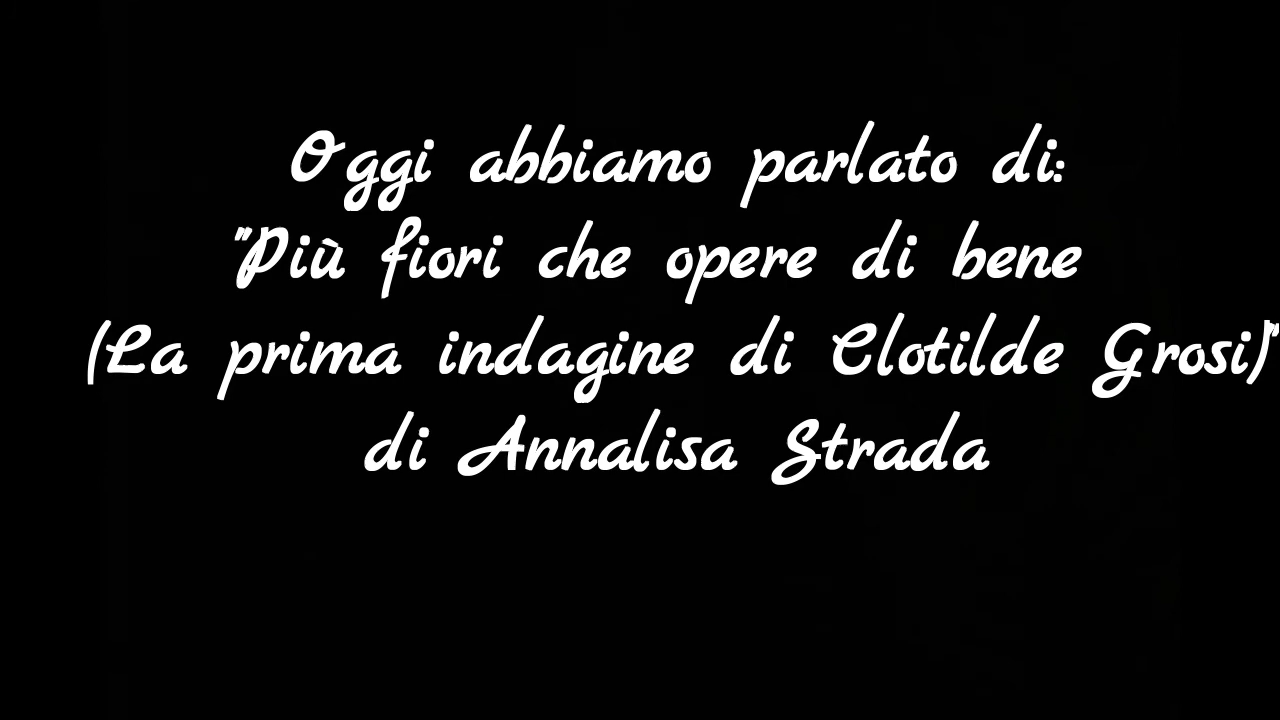 Oggi abbiamo parlato di:
"Più fiori che opere di bene
(La prima indagine di Clotilde Grosi)"
di Annalisa Strada